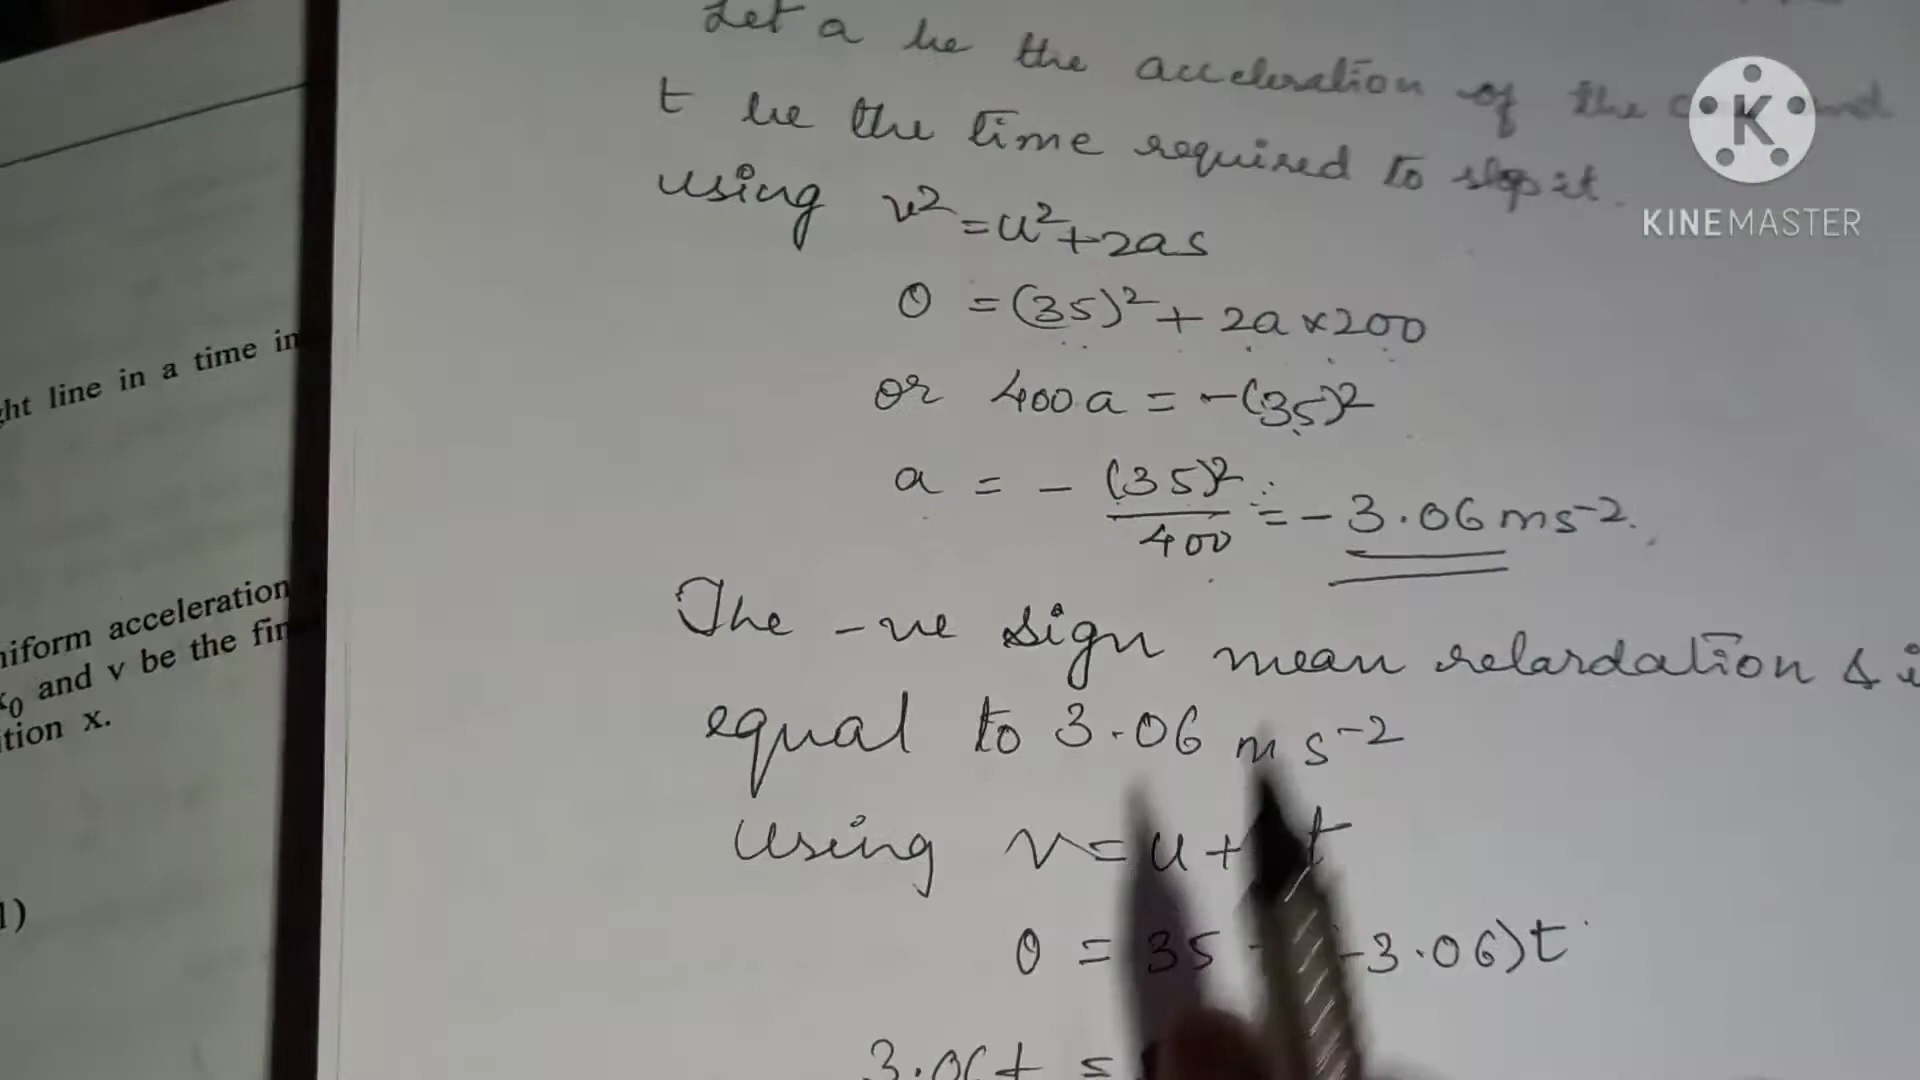 Let a be the acceleration of the
t be the time required to stop it.
KINEMASTER
using v²=u²+2as
0 = (35)²+ 2a×200
or 400a = -(35)²
a = - (35)²/400 = - 3.06 ms⁻².
The -ve sign mean retardation &
equal to 3.06 ms⁻²
Using v=u+ t
0 = 35 -3.06)t
ght line in a time in
niform acceleration
x₀ and v be the fin
ition x.
1)